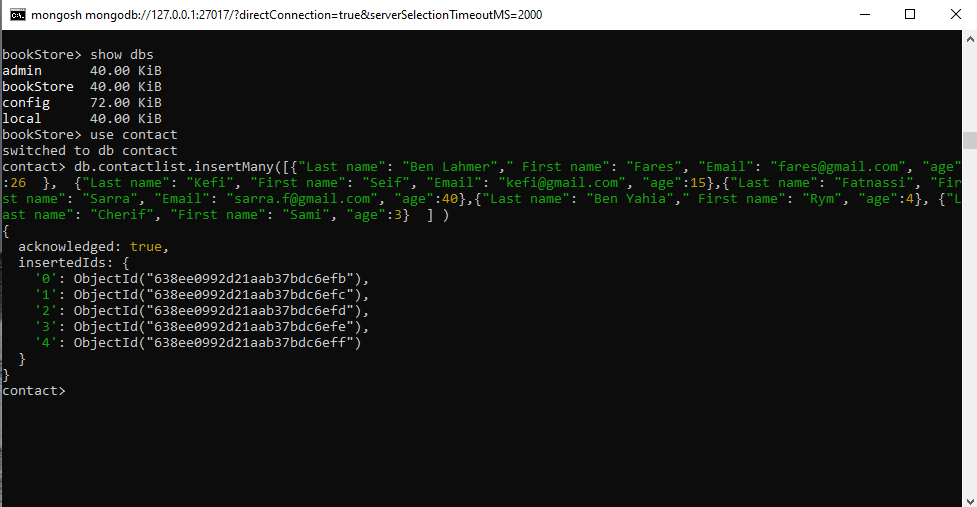 mongosh mongodb://127.0.0.1:27017/?directConnection=true&serverSelectionTimeoutMS=2000
bookStore> show dbs
admin      40.00 KiB
bookStore  40.00 KiB
config     72.00 KiB
local      40.00 KiB
bookStore> use contact
switched to db contact
contact> db.contactlist.insertMany([{"Last name": "Ben Lahmer"," First name": "Fares", "Email": "fares@gmail.com", "age"
:26  },  {"Last name": "Kefi", "First name": "Seif", "Email": "kefi@gmail.com", "age":15},{"Last name": "Fatnassi", "Fir
st name": "Sarra", "Email": "sarra.f@gmail.com", "age":40},{"Last name": "Ben Yahia"," First name": "Rym", "age":4}, {"L
ast name": "Cherif", "First name": "Sami", "age":3}  ] )
{
  acknowledged: true,
  insertedIds: {
    '0': ObjectId("638ee0992d21aab37bdc6efb"),
    '1': ObjectId("638ee0992d21aab37bdc6efc"),
    '2': ObjectId("638ee0992d21aab37bdc6efd"),
    '3': ObjectId("638ee0992d21aab37bdc6efe"),
    '4': ObjectId("638ee0992d21aab37bdc6eff")
  }
}
contact>